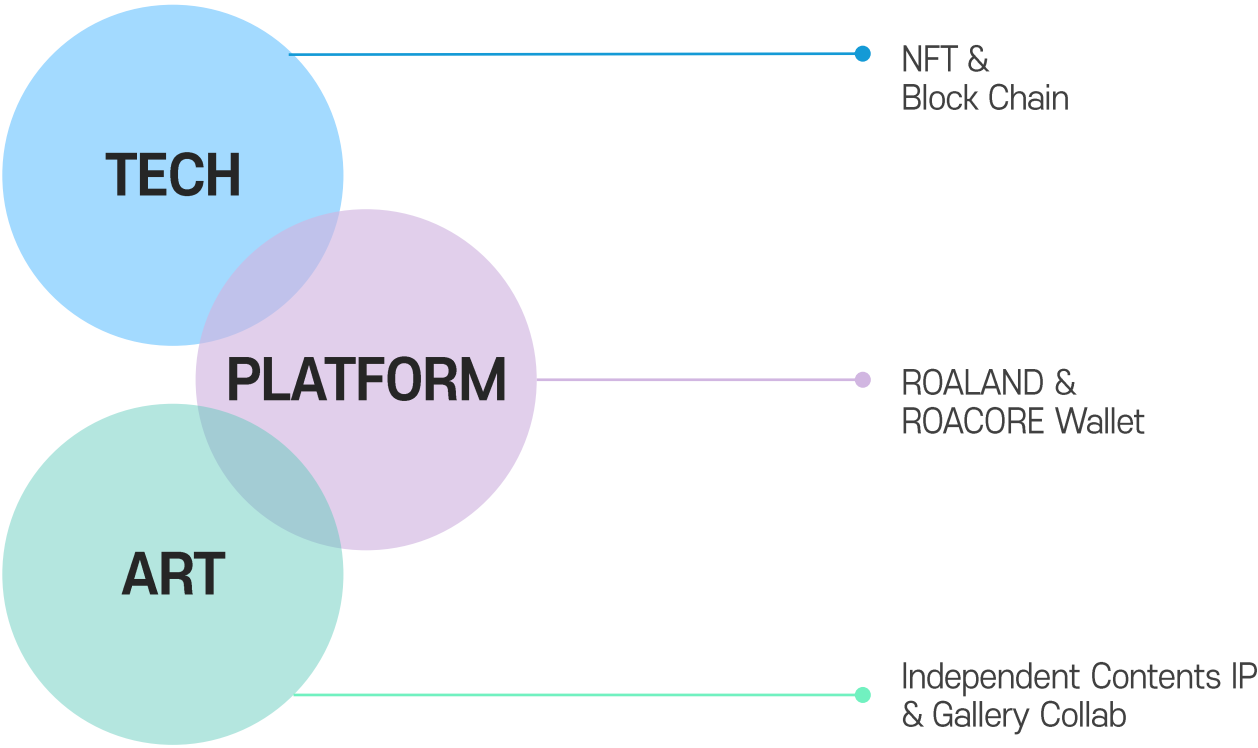 TECH
NFT &
Block Chain
PLATFORM
ROALAND &
ROACORE Wallet
ART
Independent Contents IP
& Gallery Collab